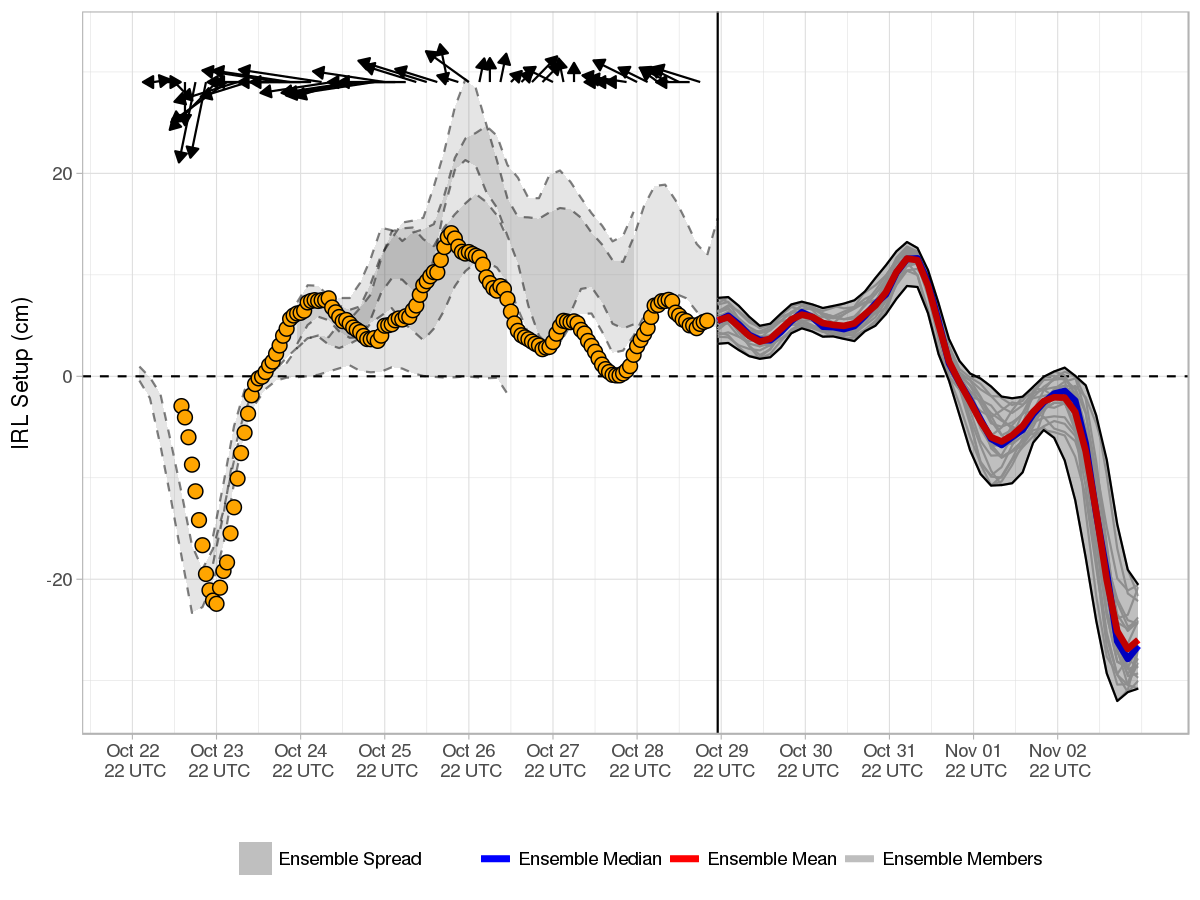 IRL Setup (cm)
20
0
-20
Oct 22 Oct 23 Oct 24 Oct 25 Oct 26 Oct 27 Oct 28 Oct 29 Oct 30 Oct 31 Nov 01 Nov 02
22 UTC 22 UTC 22 UTC 22 UTC 22 UTC 22 UTC 22 UTC 22 UTC 22 UTC 22 UTC 22 UTC 22 UTC
Ensemble Spread Ensemble Median Ensemble Mean Ensemble Members